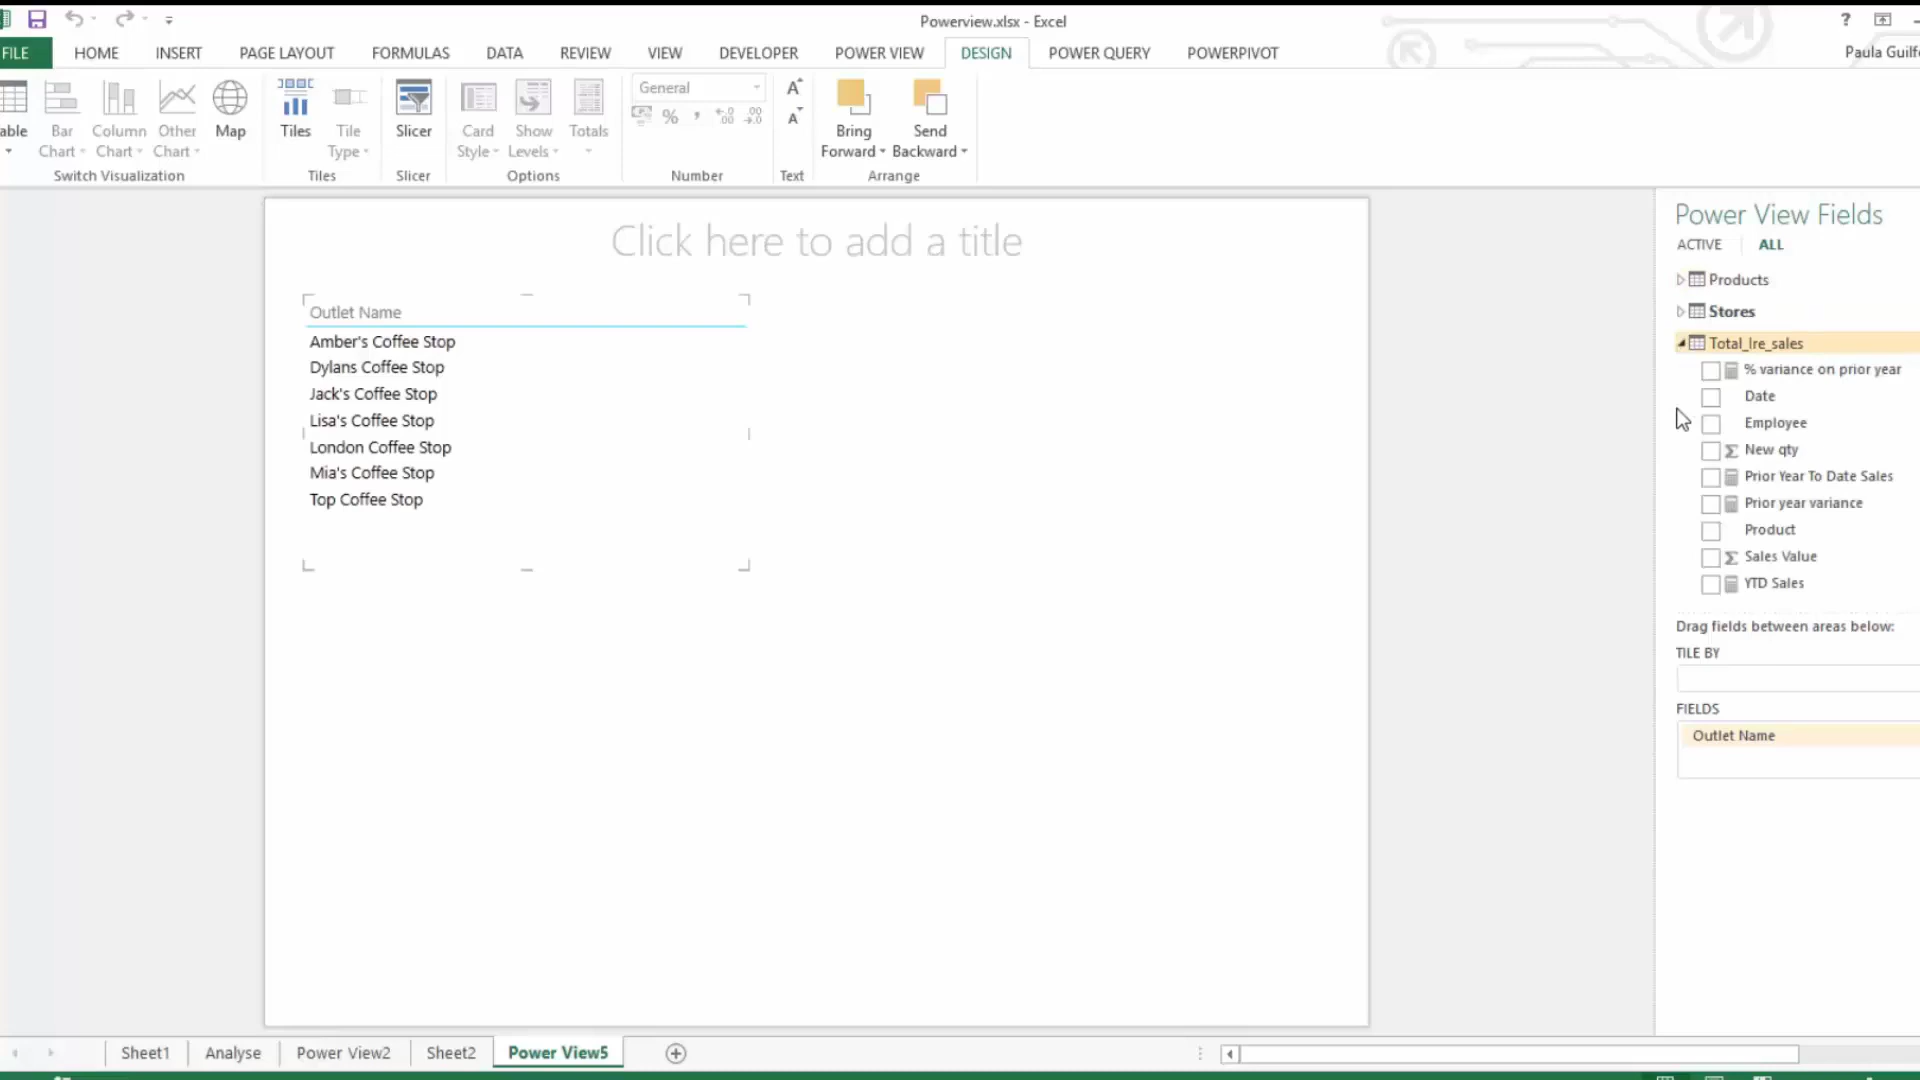 Powerview.xlsx - Excel
?
FILE
HOME
INSERT
PAGE LAYOUT
FORMULAS
DATA
REVIEW
VIEW
DEVELOPER
POWER VIEW
DESIGN
POWER QUERY
POWERPIVOT
Paula Guilfo
able
Bar
Chart
Column
Chart
Other
Chart
Map
Switch Visualization
Tiles
Tile
Type
Tiles
Slicer
Slicer
Card
Style
Show
Levels
Totals
Options
General
%
Number
A
A
Text
Bring
Forward
Send
Backward
Arrange
Click here to add a title
Outlet Name
Amber's Coffee Stop
Dylans Coffee Stop
Jack's Coffee Stop
Lisa's Coffee Stop
London Coffee Stop
Mia's Coffee Stop
Top Coffee Stop
Power View Fields
ACTIVE
ALL
Products
Stores
Total_Ire_sales
% variance on prior year
Date
Employee
Σ New qty
Prior Year To Date Sales
Prior year variance
Product
Σ Sales Value
YTD Sales
Drag fields between areas below:
TILE BY
FIELDS
Outlet Name
Sheet1
Analyse
Power View2
Sheet2
Power View5